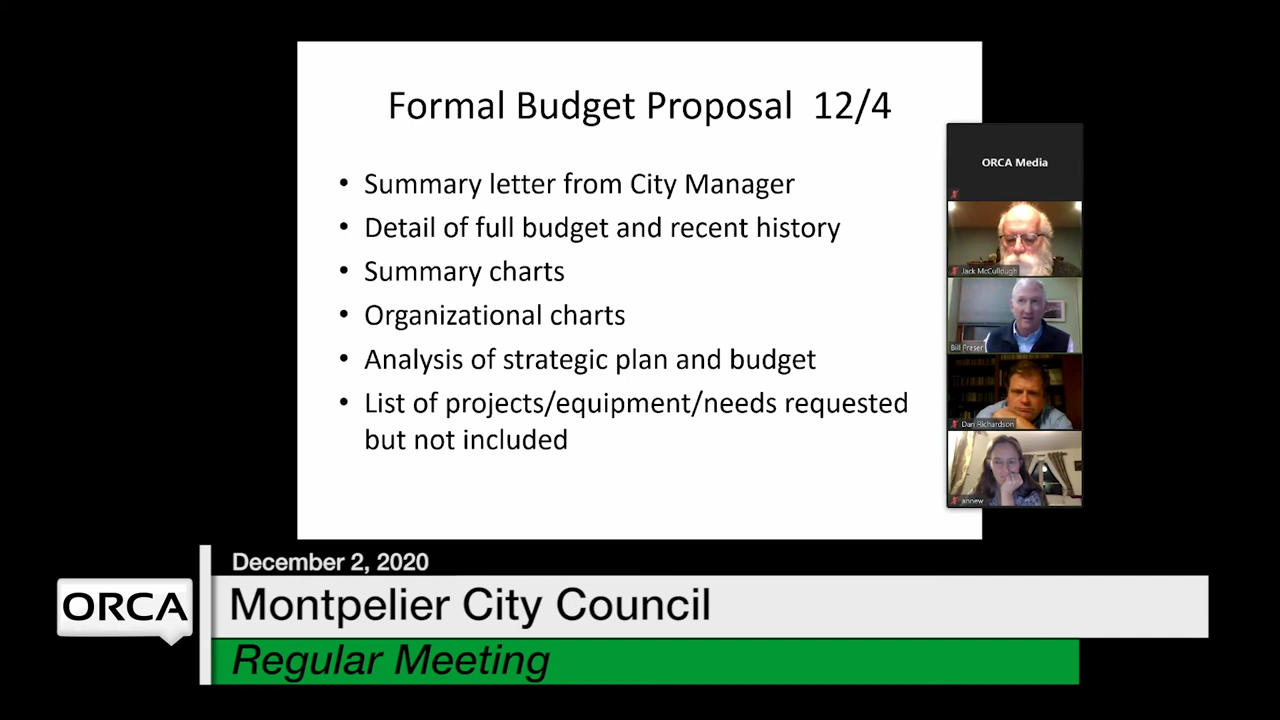 Formal Budget Proposal 12/4
• Summary letter from City Manager
• Detail of full budget and recent history
• Summary charts
• Organizational charts
• Analysis of strategic plan and budget
• List of projects/equipment/needs requested
but not included
ORCA Media
Jack McCullough
Bill Fraser
Dan Richardson
annew
December 2, 2020
ORCA
Montpelier City Council
Regular Meeting